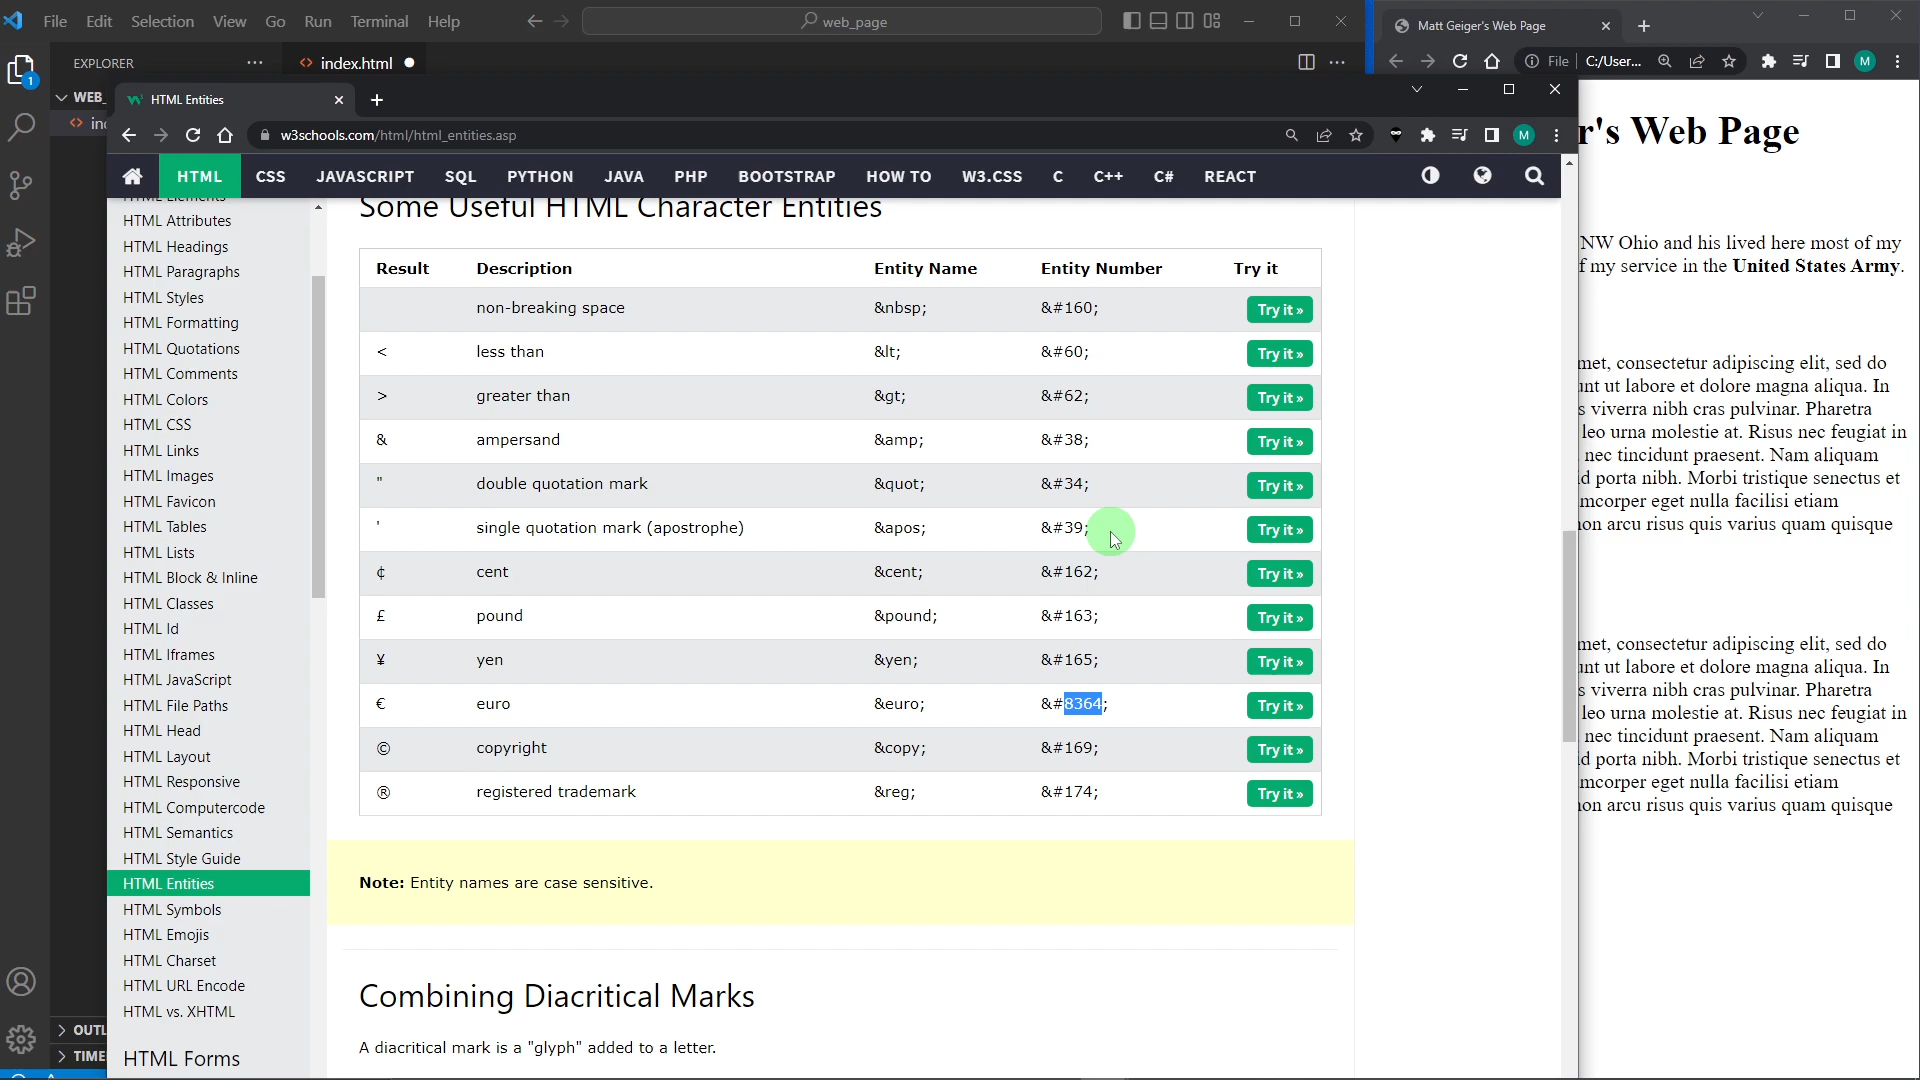 File Edit Selection View Go Run Terminal Help
web_page
Matt Geiger's Web Page
EXPLORER
index.html
File C:/User...
1
WEB_
HTML Entities
w3schools.com/html/html_entities.asp
M
M
r's Web Page
HTML CSS JAVASCRIPT SQL PYTHON JAVA PHP BOOTSTRAP HOW TO W3.CSS C C++ C# REACT
HTML Elements
HTML Attributes
HTML Headings
HTML Paragraphs
HTML Styles
HTML Formatting
HTML Quotations
HTML Comments
HTML Colors
HTML CSS
HTML Links
HTML Images
HTML Favicon
HTML Tables
HTML Lists
HTML Block & Inline
HTML Classes
HTML Id
HTML Iframes
HTML JavaScript
HTML File Paths
HTML Head
HTML Layout
HTML Responsive
HTML Computercode
HTML Semantics
HTML Style Guide
HTML Entities
HTML Symbols
HTML Emojis
HTML Charset
HTML URL Encode
HTML vs. XHTML
HTML Forms
OUTL
TIME
Some Useful HTML Character Entities
Result Description Entity Name Entity Number Try it
non-breaking space &nbsp; &#160; Try it »
< less than &lt; &#60; Try it »
> greater than &gt; &#62; Try it »
& ampersand &amp; &#38; Try it »
" double quotation mark &quot; &#34; Try it »
' single quotation mark (apostrophe) &apos; &#39; Try it »
¢ cent &cent; &#162; Try it »
£ pound &pound; &#163; Try it »
¥ yen &yen; &#165; Try it »
€ euro &euro; &#8364; Try it »
© copyright &copy; &#169; Try it »
® registered trademark &reg; &#174; Try it »
Note: Entity names are case sensitive.
Combining Diacritical Marks
A diacritical mark is a "glyph" added to a letter.
NW Ohio and his lived here most of my
f my service in the United States Army.
met, consectetur adipiscing elit, sed do
unt ut labore et dolore magna aliqua. In
s viverra nibh cras pulvinar. Pharetra
leo urna molestie at. Risus nec feugiat in
nec tincidunt praesent. Nam aliquam
id porta nibh. Morbi tristique senectus et
mcorper eget nulla facilisi etiam
non arcu risus quis varius quam quisque
met, consectetur adipiscing elit, sed do
unt ut labore et dolore magna aliqua. In
s viverra nibh cras pulvinar. Pharetra
leo urna molestie at. Risus nec feugiat in
nec tincidunt praesent. Nam aliquam
id porta nibh. Morbi tristique senectus et
mcorper eget nulla facilisi etiam
non arcu risus quis varius quam quisque